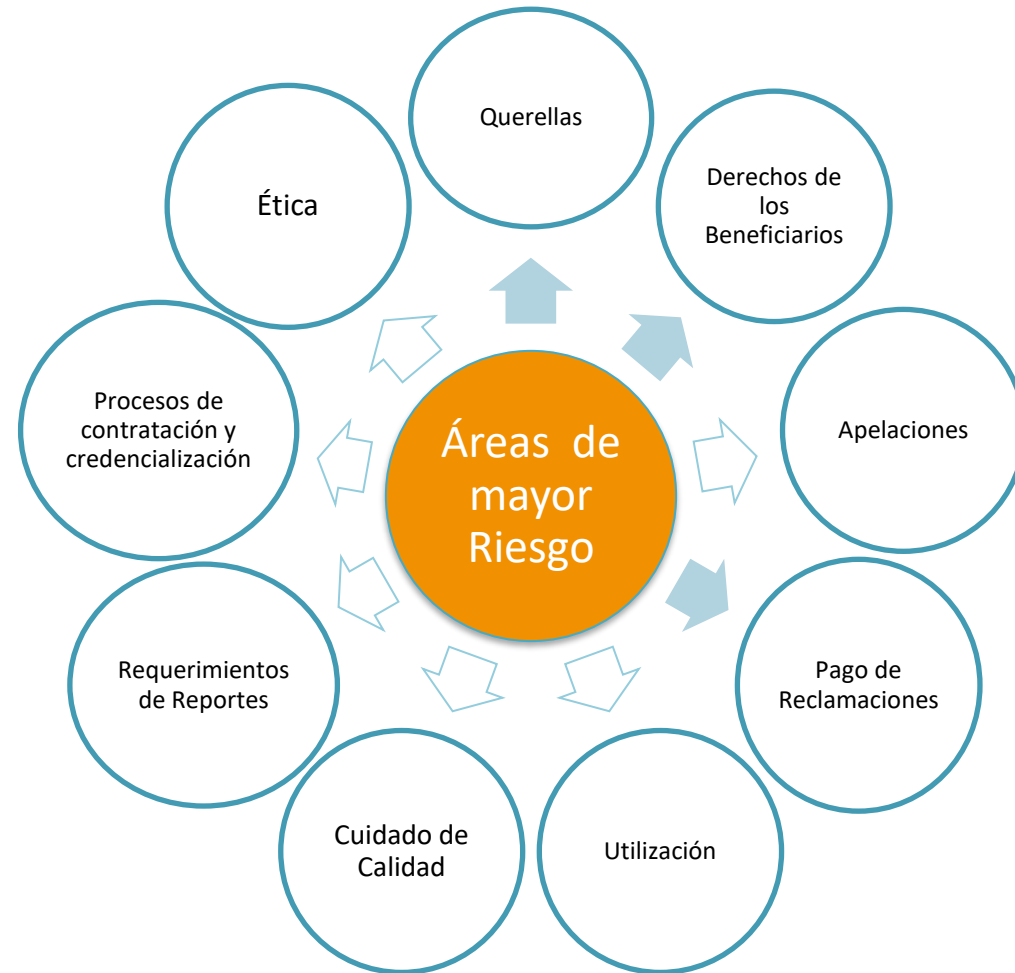 Querellas
Derechos de
los
Beneficiarios
Apelaciones
Pago de
Reclamaciones
Utilización
Cuidado de
Calidad
Requerimientos
de Reportes
Procesos de
contratación y
credencialización
Ética
Áreas de
mayor
Riesgo